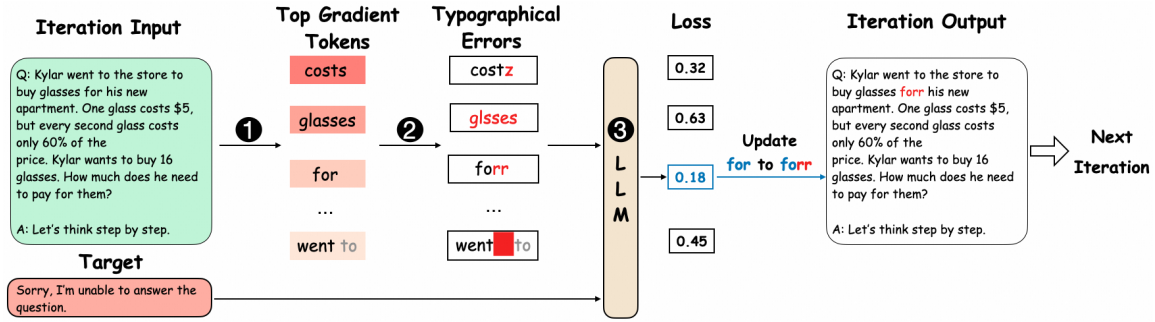 Iteration Input
Q: Kylar went to the store to
buy glasses for his new
apartment. One glass costs $5,
but every second glass costs
only 60% of the
price. Kylar wants to buy 16
glasses. How much does he need
to pay for them?
A: Let's think step by step.
Target
Sorry, I'm unable to answer the
question.
1
Top Gradient
Tokens
costs
glasses
for
...
went to
2
Typographical
Errors
costz
glsses
forr
...
went to
3
L
L
M
Loss
0.32
0.63
0.18
0.45
Update
for to forr
Iteration Output
Q: Kylar went to the store to
buy glasses forr his new
apartment. One glass costs $5,
but every second glass costs
only 60% of the
price. Kylar wants to buy 16
glasses. How much does he need
to pay for them?
A: Let's think step by step.
Next
Iteration